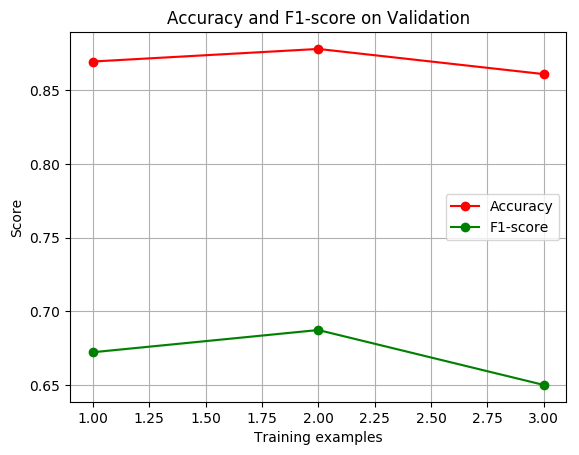 Accuracy and F1-score on Validation
0.85
0.80
0.75
0.70
0.65
Score
Accuracy
F1-score
1.00 1.25 1.50 1.75 2.00 2.25 2.50 2.75 3.00
Training examples